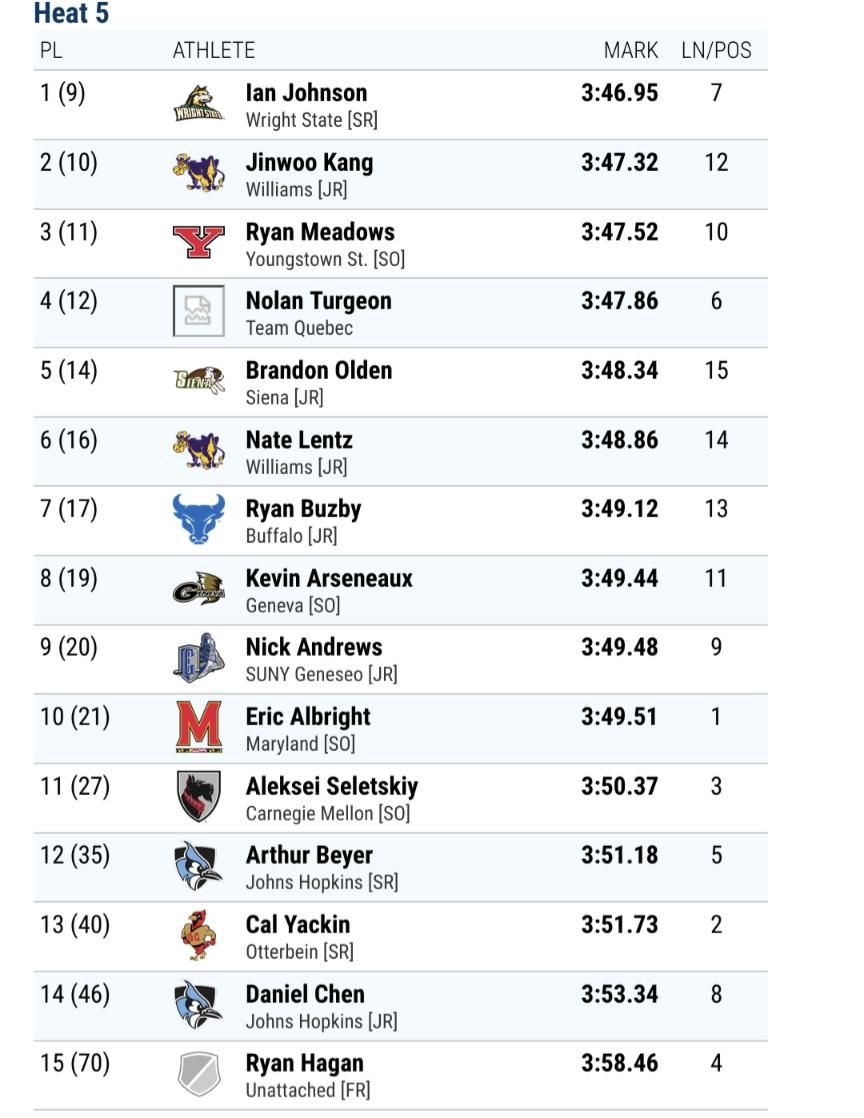 Heat 5
PL ATHLETE MARK LN/POS
1 (9) Ian Johnson 3:46.95 7
WRIGHT STATE Wright State [SR]
2 (10) Jinwoo Kang 3:47.32 12
Williams [JR]
3 (11) Y Ryan Meadows 3:47.52 10
Youngstown St. [SO]
4 (12) Nolan Turgeon 3:47.86 6
Team Quebec
5 (14) SIENA Brandon Olden 3:48.34 15
Siena [JR]
6 (16) Nate Lentz 3:48.86 14
Williams [JR]
7 (17) Ryan Buzby 3:49.12 13
Buffalo [JR]
8 (19) GENEVA Kevin Arseneaux 3:49.44 11
Geneva [SO]
9 (20) G Nick Andrews 3:49.48 9
SUNY Geneseo [JR]
10 (21) M Eric Albright 3:49.51 1
Maryland [SO]
11 (27) Aleksei Seletskiy 3:50.37 3
Carnegie Mellon [SO]
12 (35) Arthur Beyer 3:51.18 5
Johns Hopkins [SR]
13 (40) Cal Yackin 3:51.73 2
Otterbein [SR]
14 (46) Daniel Chen 3:53.34 8
Johns Hopkins [JR]
15 (70) Ryan Hagan 3:58.46 4
Unattached [FR]